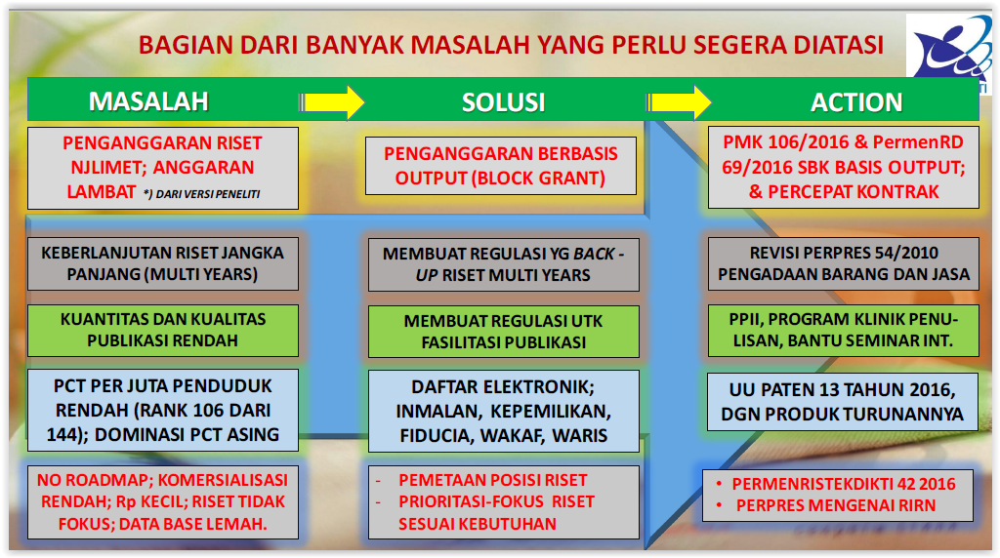 BAGIAN DARI BANYAK MASALAH YANG PERLU SEGERA DIATASI
MASALAH
SOLUSI
ACTION
PENGANGGARAN RISET
NJLIMET; ANGGARAN
LAMBAT *) DARI VERSI PENELITI
PENGANGGARAN BERBASIS
OUTPUT (BLOCK GRANT)
PMK 106/2016 & PermenRD
69/2016 SBK BASIS OUTPUT;
& PERCEPAT KONTRAK
KEBERLANJUTAN RISET JANGKA
PANJANG (MULTI YEARS)
MEMBUAT REGULASI YG BACK -
UP RISET MULTI YEARS
REVISI PERPRES 54/2010
PENGADAAN BARANG DAN JASA
KUANTITAS DAN KUALITAS
PUBLIKASI RENDAH
MEMBUAT REGULASI UTK
FASILITASI PUBLIKASI
PPII, PROGRAM KLINIK PENU-
LISAN, BANTU SEMINAR INT.
PCT PER JUTA PENDUDUK
RENDAH (RANK 106 DARI
144); DOMINASI PCT ASING
DAFTAR ELEKTRONIK;
INMALAN, KEPEMILIKAN,
FIDUCIA, WAKAF, WARIS
UU PATEN 13 TAHUN 2016,
DGN PRODUK TURUNANNYA
NO ROADMAP; KOMERSIALISASI
RENDAH; Rp KECIL; RISET TIDAK
FOKUS; DATA BASE LEMAH.
- PEMETAAN POSISI RISET
- PRIORITASI-FOKUS RISET
SESUAI KEBUTUHAN
• PERMENRISTEKDIKTI 42 2016
• PERPRES MENGENAI RIRN